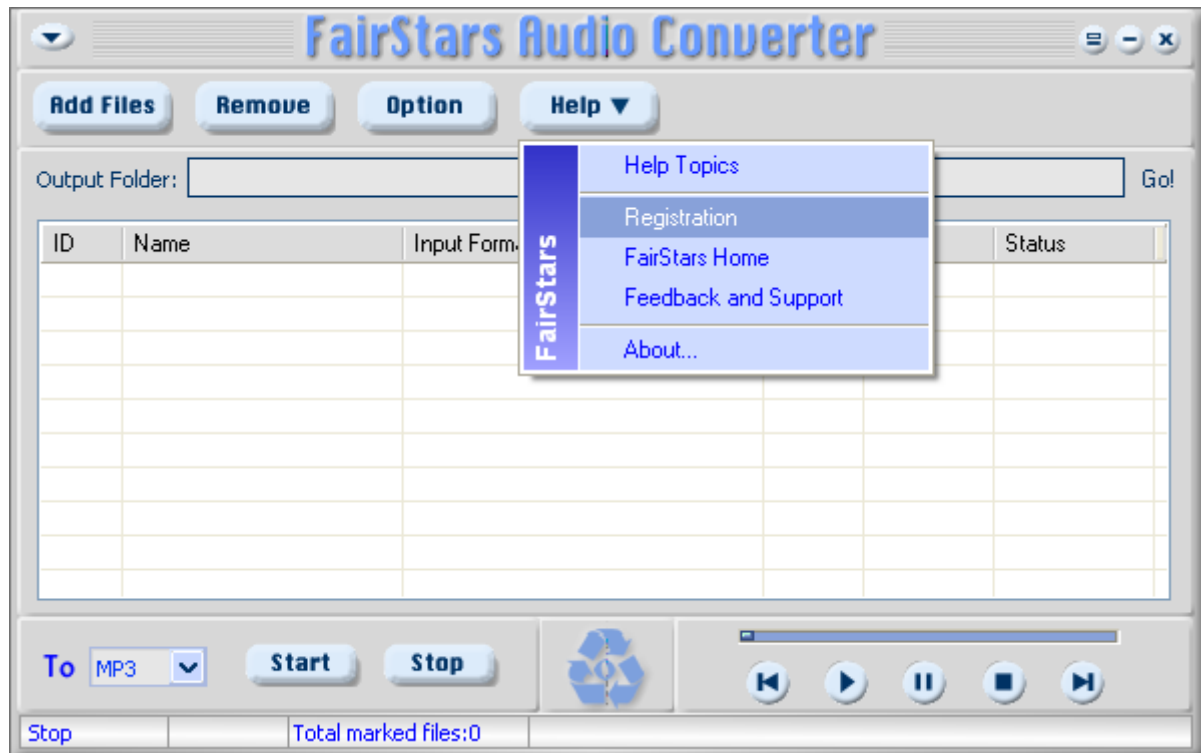 FairStars Audio Converter
Add Files Remove Option Help
Output Folder: Go!
Help Topics
Registration
FairStars Home
Feedback and Support
About...
FairStars
ID Name Input Form Status
To MP3 Start Stop
Stop Total marked files:0